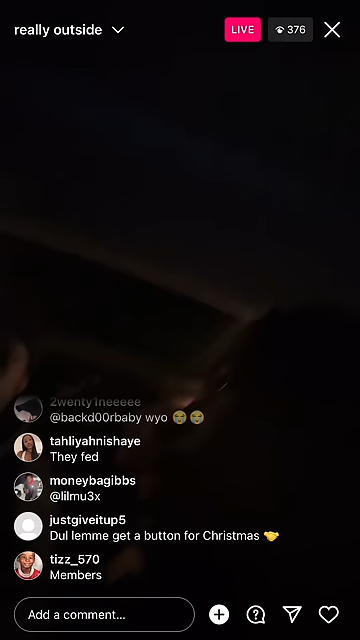 really outside
LIVE
376
2wenty1neeeee
@backd00rbaby wyo 😭😭
tahliyahnishaye
They fed
moneybagibbs
@lilmu3x
justgiveitup5
Dul lemme get a button for Christmas 🤝
tizz_570
Members
Add a comment...